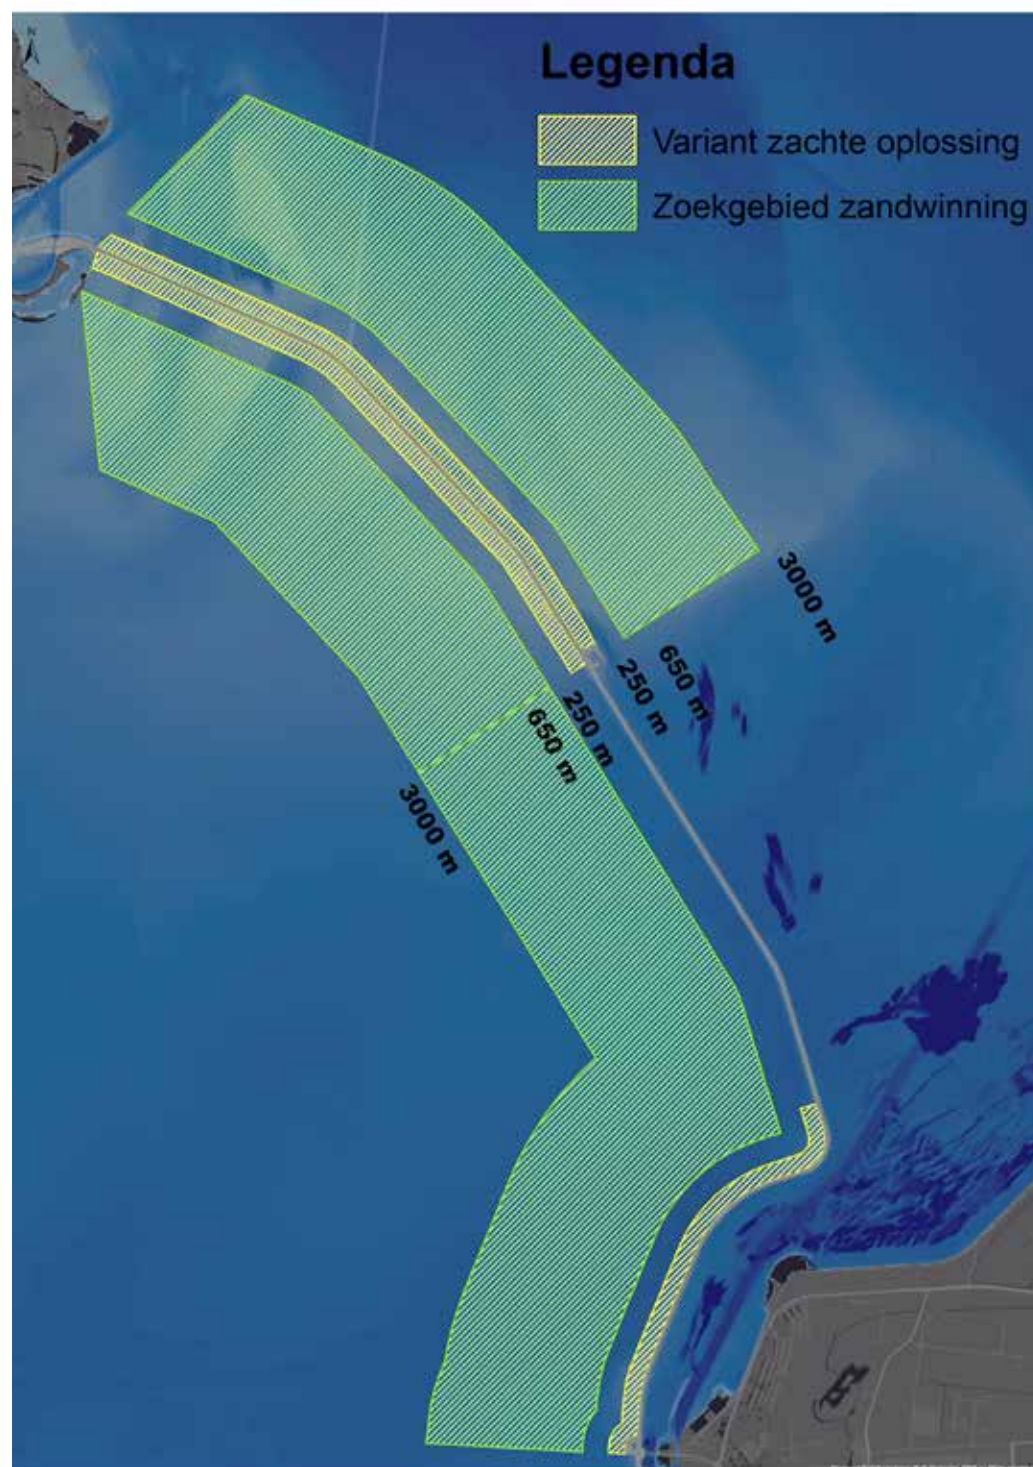 N
Legenda
Variant zachte oplossing
Zoekgebied zandwinning
3000 m
650 m
250 m
250 m
650 m
3000 m